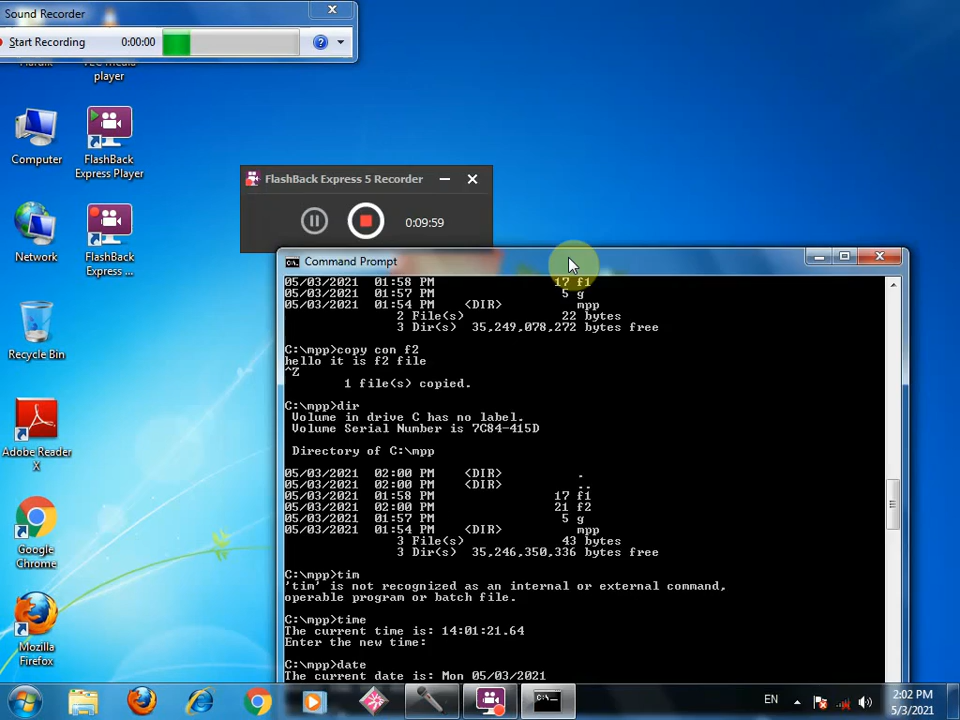 Sound Recorder
Start Recording 0:00:00
player
Computer
FlashBack
Express Player
FlashBack Express 5 Recorder
0:09:59
Network
FlashBack
Express ...
Recycle Bin
Adobe Reader
X
Google
Chrome
Mozilla
Firefox
Command Prompt
05/03/2021 01:58 PM 17 f1
05/03/2021 01:57 PM 5 g
05/03/2021 01:54 PM <DIR> mpp
2 File(s) 22 bytes
3 Dir(s) 35,249,078,272 bytes free
C:\mpp>copy con f2
hello it is f2 file
^Z
1 file(s) copied.
C:\mpp>dir
Volume in drive C has no label.
Volume Serial Number is 7C84-415D
Directory of C:\mpp
05/03/2021 02:00 PM <DIR> .
05/03/2021 02:00 PM <DIR> ..
05/03/2021 01:58 PM 17 f1
05/03/2021 02:00 PM 21 f2
05/03/2021 01:57 PM 5 g
05/03/2021 01:54 PM <DIR> mpp
3 File(s) 43 bytes
3 Dir(s) 35,246,350,336 bytes free
C:\mpp>tim
'tim' is not recognized as an internal or external command,
operable program or batch file.
C:\mpp>time
The current time is: 14:01:21.64
Enter the new time:
C:\mpp>date
The current date is: Mon 05/03/2021
EN
2:02 PM
5/3/2021